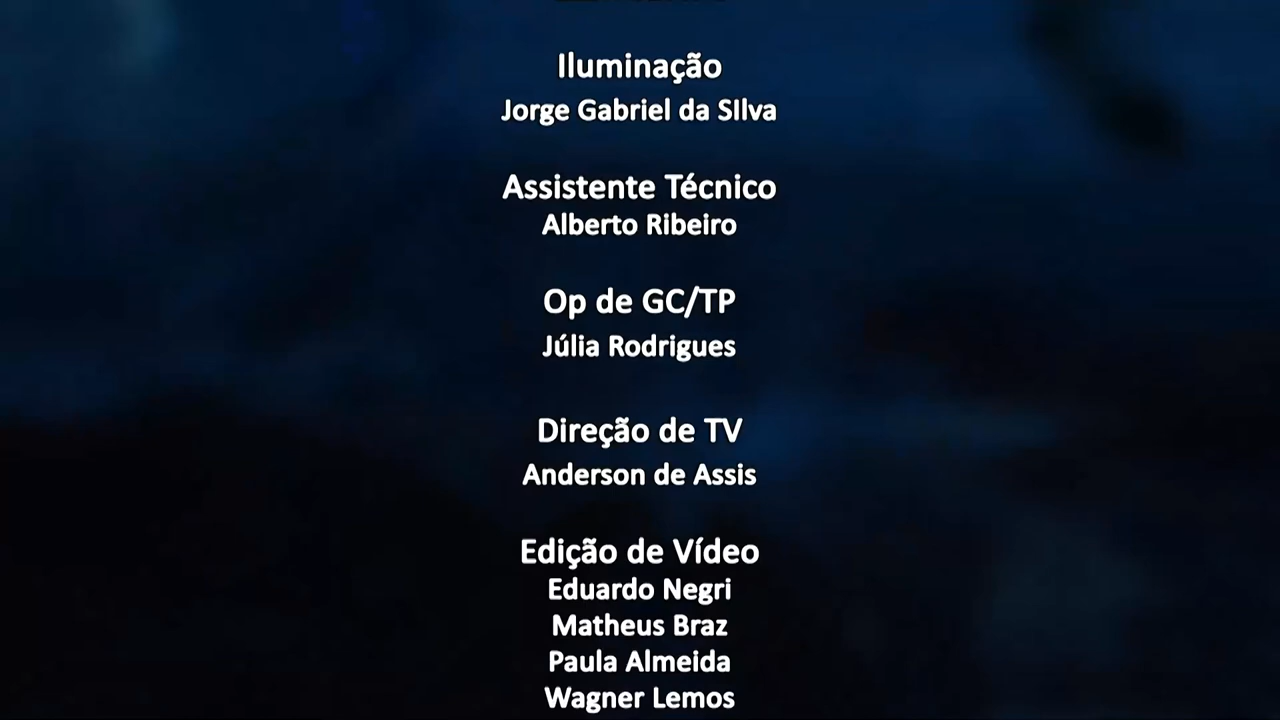 Iluminação
Jorge Gabriel da SIlva
Assistente Técnico
Alberto Ribeiro
Op de GC/TP
Júlia Rodrigues
Direção de TV
Anderson de Assis
Edição de Vídeo
Eduardo Negri
Matheus Braz
Paula Almeida
Wagner Lemos